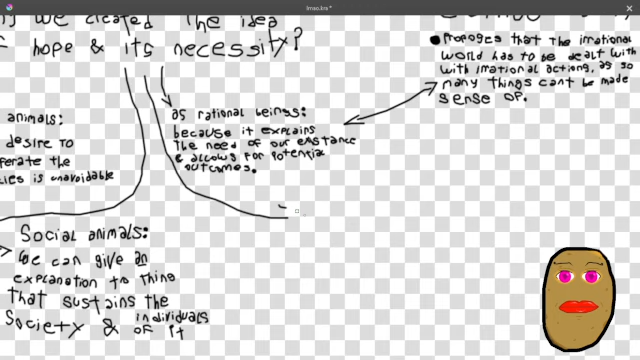 lmao.kra *
we created the idea
hope & its necessity?
proposes that the irrational
world has to be dealt with
with irrational actions, as so
many things cant be made
sense of.
animals:
desire to
perate the
is unavoidable
as rational beings:
because it explains
the need of our existance
& allows for potential
outcomes.
Social animals:
We can give an
explanation to thing
that sustains the
Society & individuals
of it